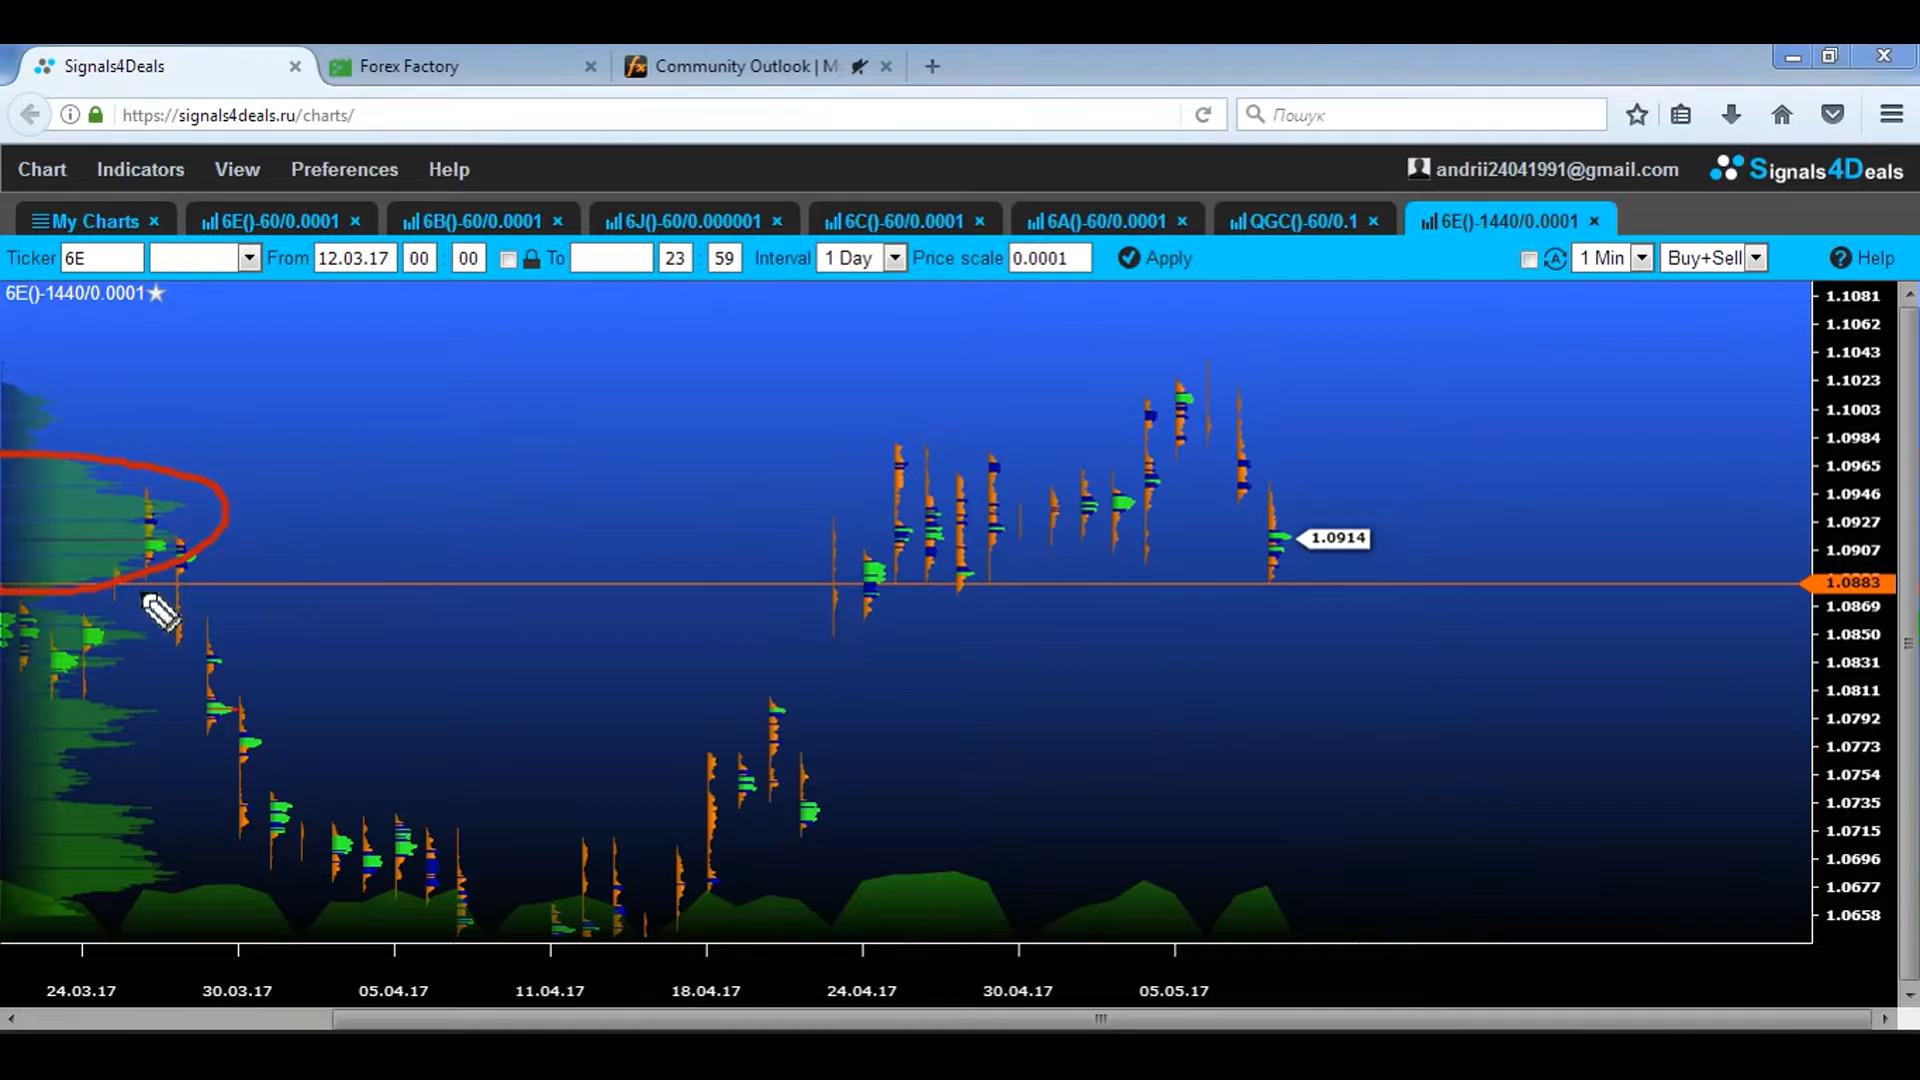 Signals4Deals
Forex Factory
Community Outlook | M
https://signals4deals.ru/charts/
Пошук
Chart Indicators View Preferences Help
andrii24041991@gmail.com Signals4Deals
My Charts 6E()-60/0.0001 6B()-60/0.0001 6J()-60/0.000001 6C()-60/0.0001 6A()-60/0.0001 QGC()-60/0.1 6E()-1440/0.0001
Ticker 6E From 12.03.17 00 : 00 To 23 : 59 Interval 1 Day Price scale 0.0001 Apply 1 Min Buy+Sell Help
6E()-1440/0.0001
1.1081
1.1062
1.1043
1.1023
1.1003
1.0984
1.0965
1.0946
1.0927
1.0914
1.0907
1.0883
1.0869
1.0850
1.0831
1.0811
1.0792
1.0773
1.0754
1.0735
1.0715
1.0696
1.0677
1.0658
24.03.17 30.03.17 05.04.17 11.04.17 18.04.17 24.04.17 30.04.17 05.05.17